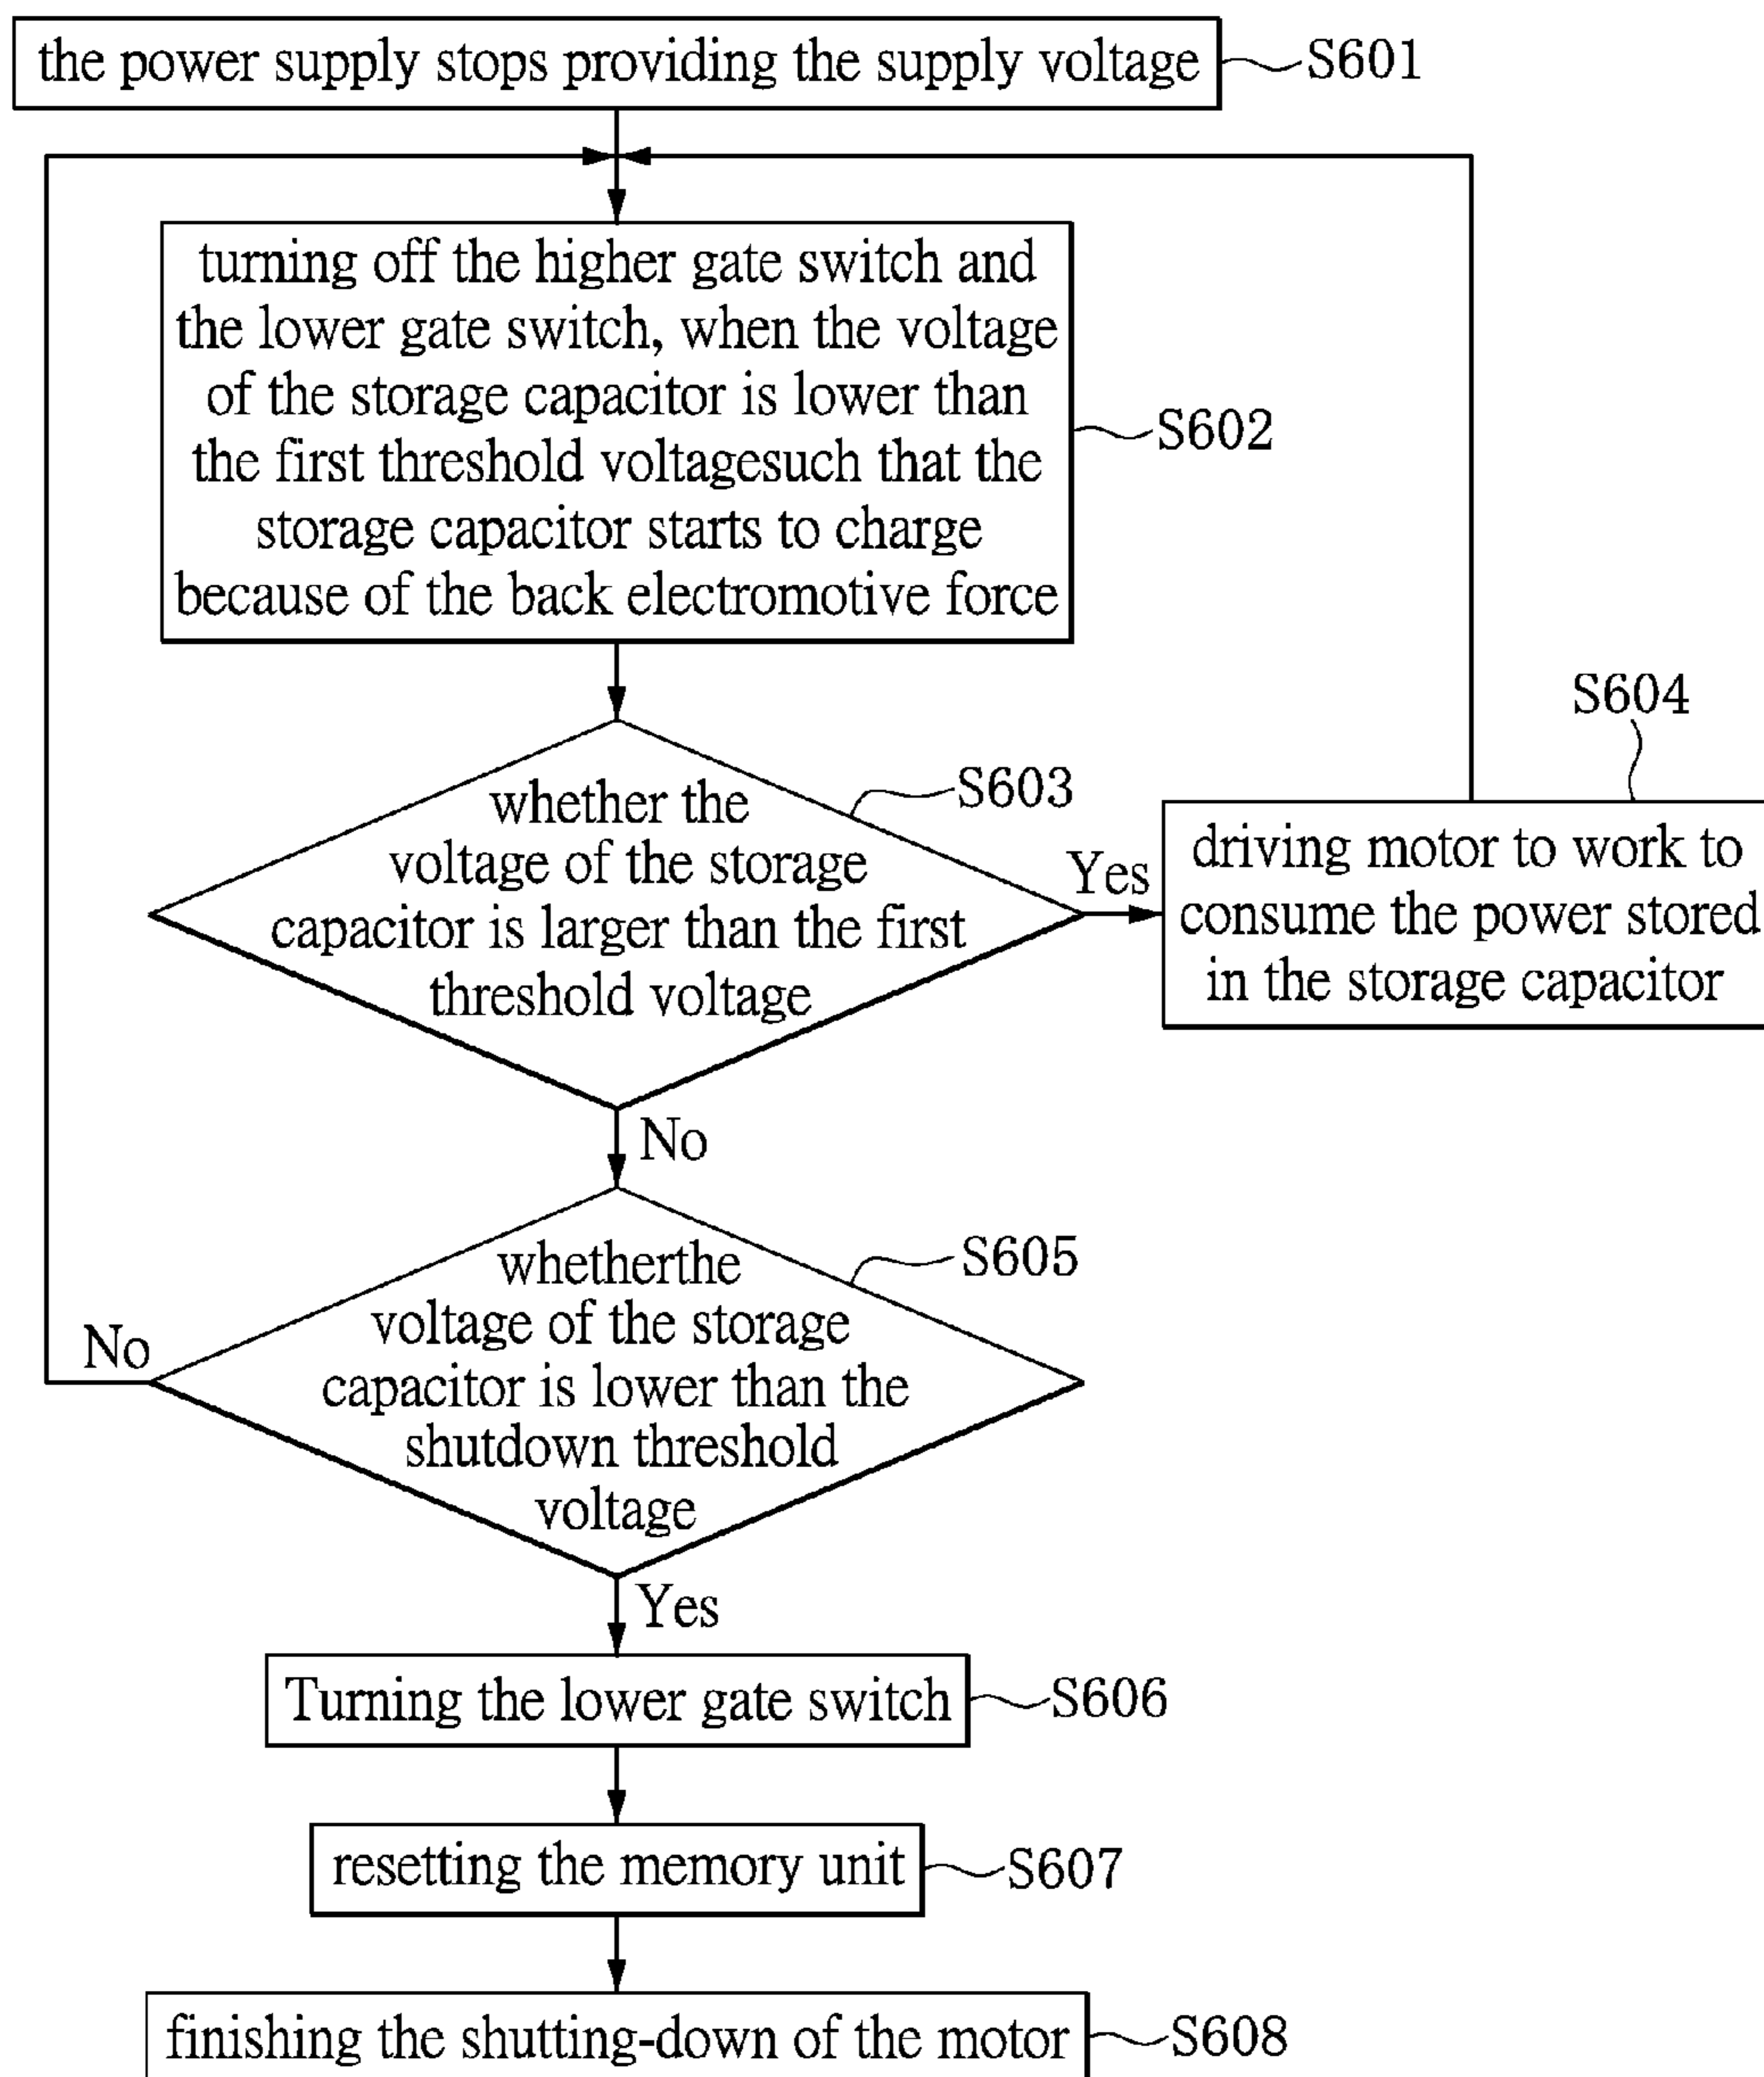 the power supply stops providing the supply voltage
S601
turning off the higher gate switch and
the lower gate switch, when the voltage
of the storage capacitor is lower than
the first threshold voltagesuch that the
storage capacitor starts to charge
because of the back electromotive force
S602
whether the
voltage of the storage
capacitor is larger than the first
threshold voltage
S603
Yes
S604
driving motor to work to
consume the power stored
in the storage capacitor
No
whetherthe
voltage of the storage
capacitor is lower than the
shutdown threshold
voltage
S605
No
Yes
Turning the lower gate switch
S606
resetting the memory unit
S607
finishing the shutting-down of the motor
S608